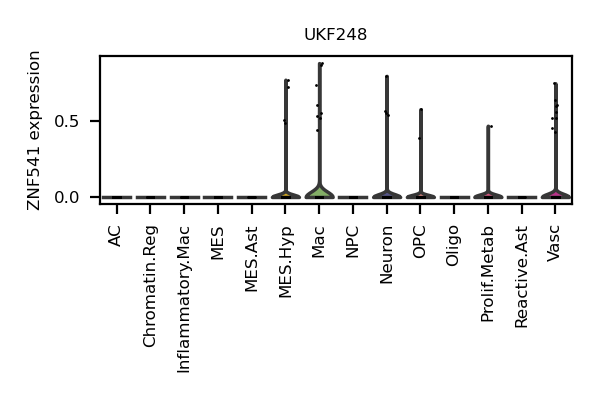 UKF248
ZNF541 expression
0.5
0.0
AC
Chromatin.Reg
Inflammatory.Mac
MES
MES.Ast
MES.Hyp
Mac
NPC
Neuron
OPC
Oligo
Prolif.Metab
Reactive.Ast
Vasc